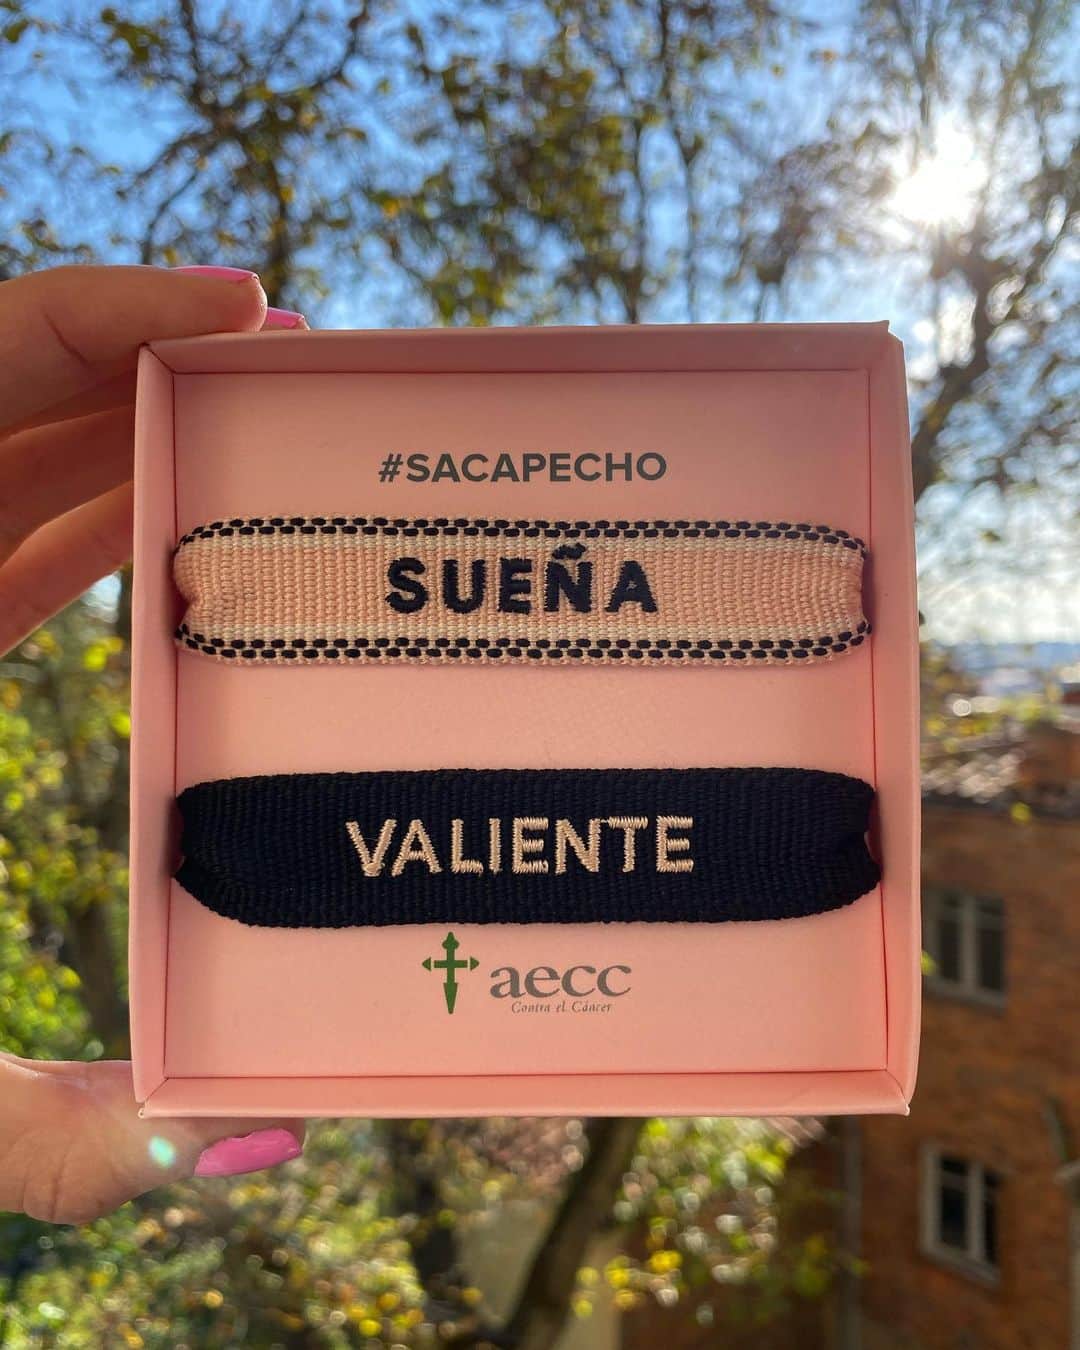 #SACAPECHO
SUEÑA
VALIENTE
aecc
Contra el Cáncer